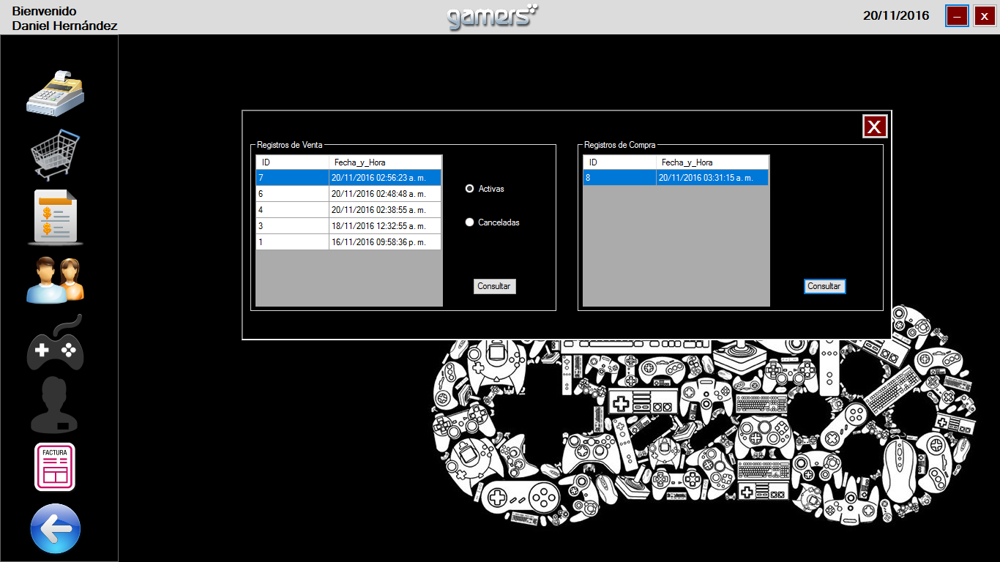 Bienvenido
Daniel Hernández
gamers
20/11/2016
–
x
X
Registros de Venta
ID Fecha_y_Hora
7 20/11/2016 02:56:23 a. m.
6 20/11/2016 02:48:48 a. m.
4 20/11/2016 02:38:55 a. m.
3 18/11/2016 12:32:55 a. m.
1 16/11/2016 09:58:36 p. m.
Activas
Canceladas
Consultar
Registros de Compra
ID Fecha_y_Hora
8 20/11/2016 03:31:15 a. m.
Consultar
FACTURA